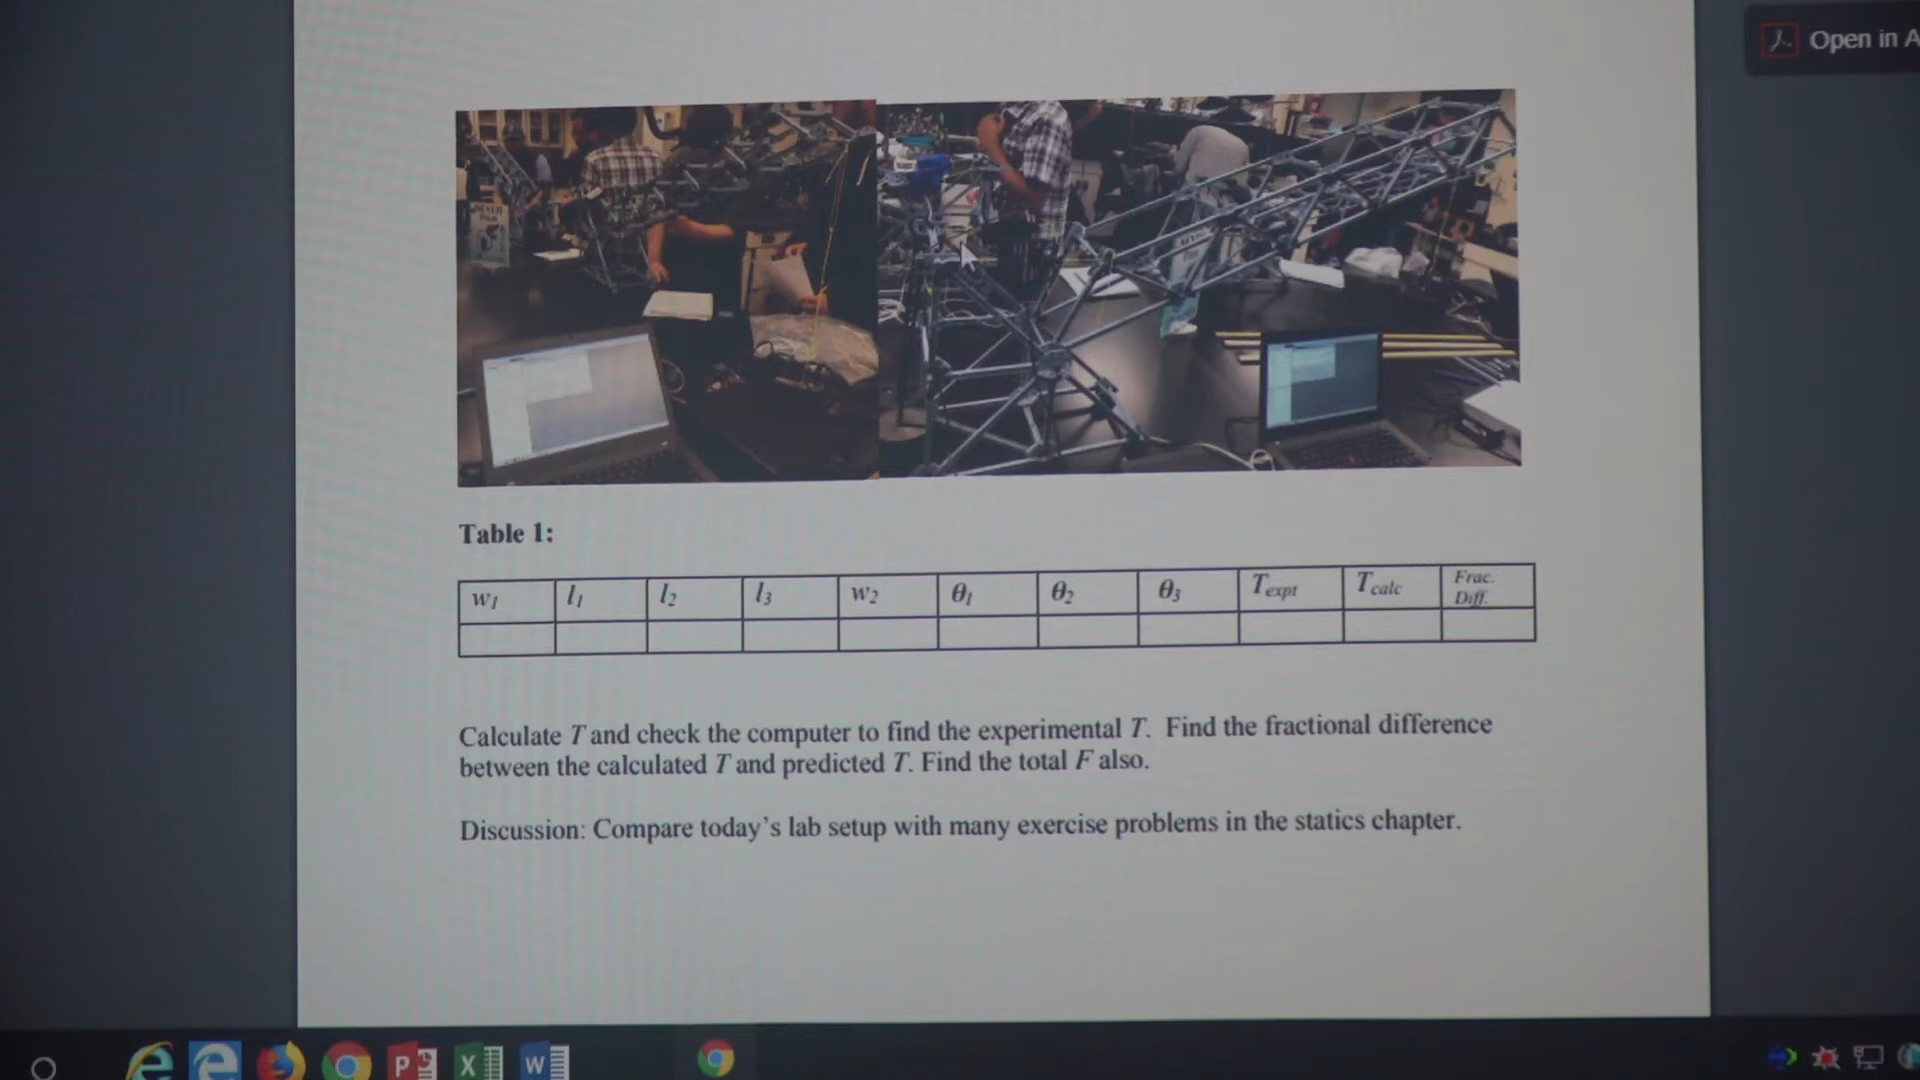 Open in A
Table 1:
w1 l1 l2 l3 w2 θ1 θ2 θ3 Texpt Tcalc Frac. Diff.
Calculate T and check the computer to find the experimental T. Find the fractional difference
between the calculated T and predicted T. Find the total F also.
Discussion: Compare today's lab setup with many exercise problems in the statics chapter.